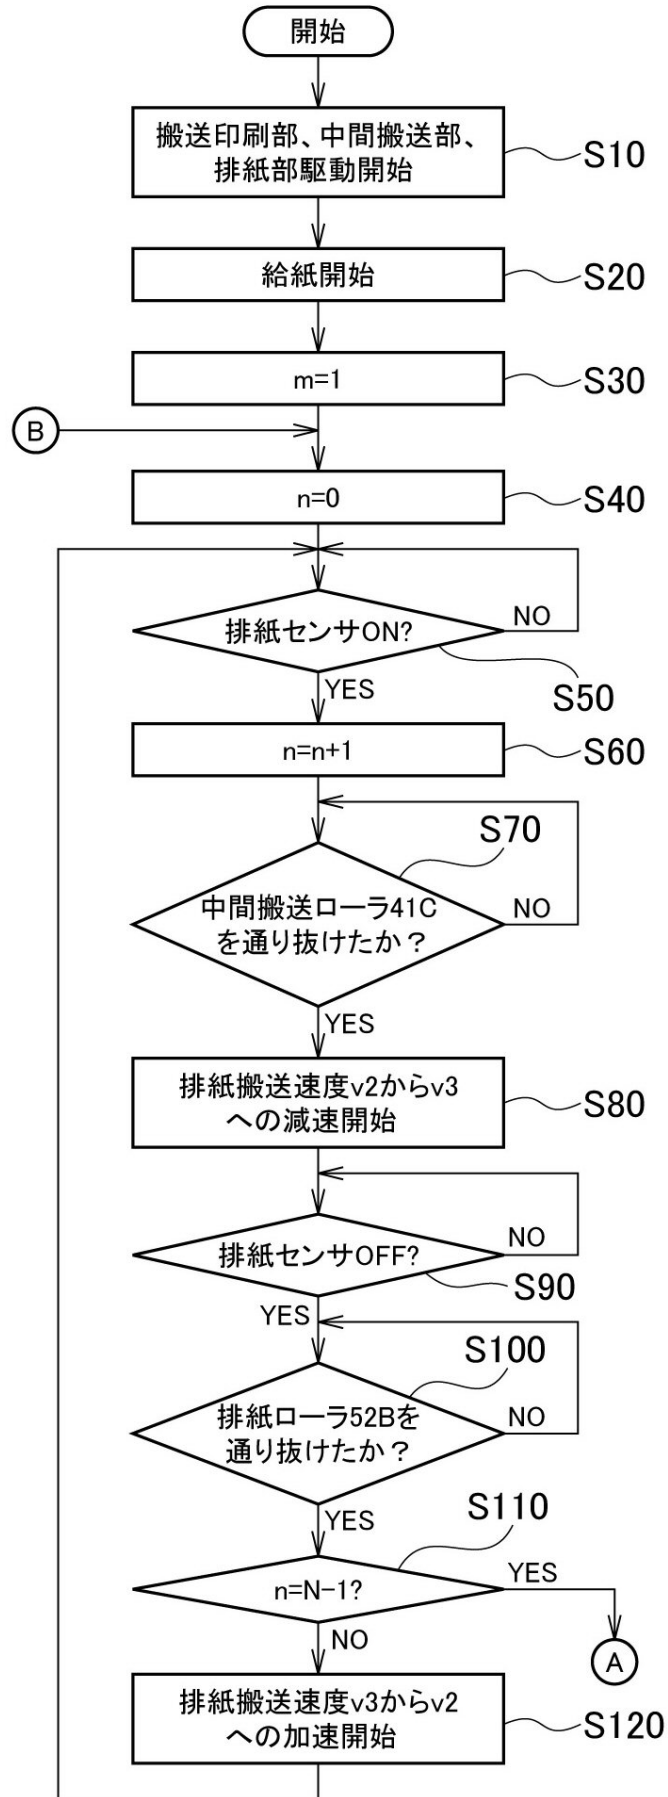 開始
搬送印刷部、中間搬送部、
排紙部駆動開始
S10
給紙開始
S20
m=1
S30
B
n=0
S40
排紙センサON?
NO
YES
S50
n=n+1
S60
S70
中間搬送ローラ41C
を通り抜けたか？
NO
YES
排紙搬送速度v2からv3
への減速開始
S80
排紙センサOFF?
NO
S90
YES
S100
排紙ローラ52Bを
通り抜けたか？
NO
YES
S110
n=N-1?
YES
A
NO
排紙搬送速度v3からv2
への加速開始
S120